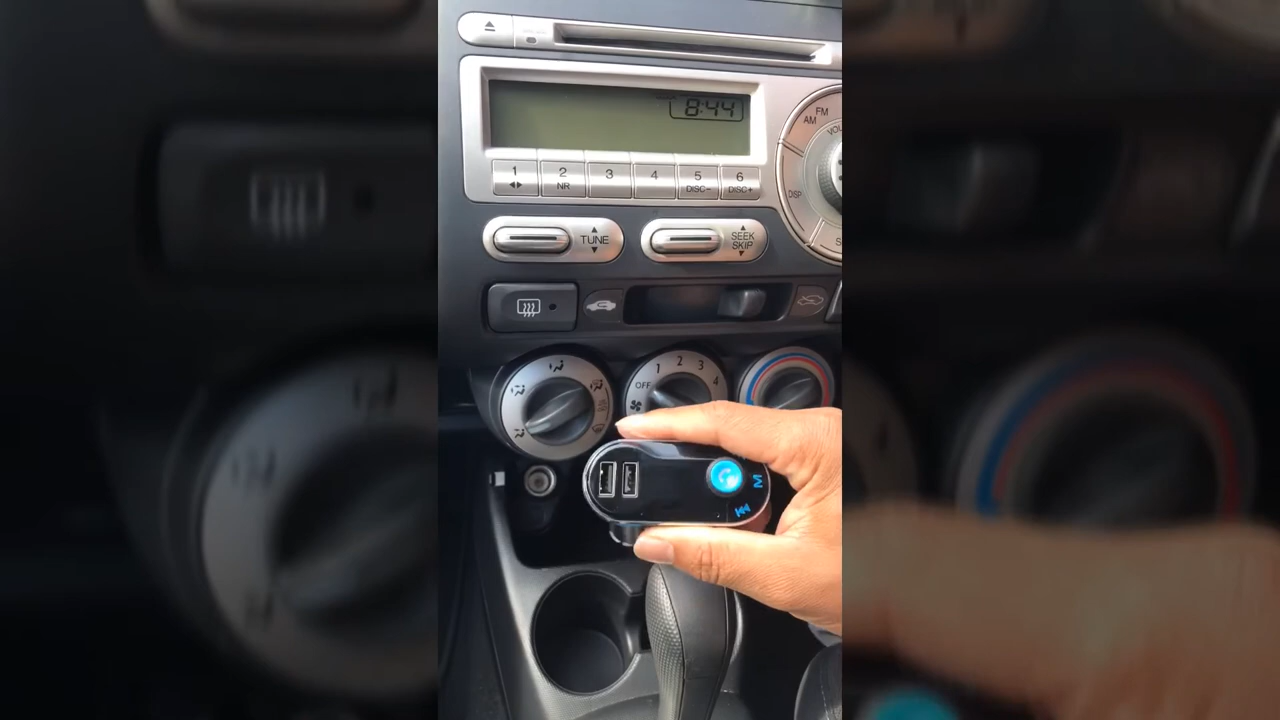 8:44
1 2 3 4 5 6
NR DISC- DISC+
FM
AM
VOL
DSP
TUNE
SEEK
SKIP
1 2 3 4
OFF
M